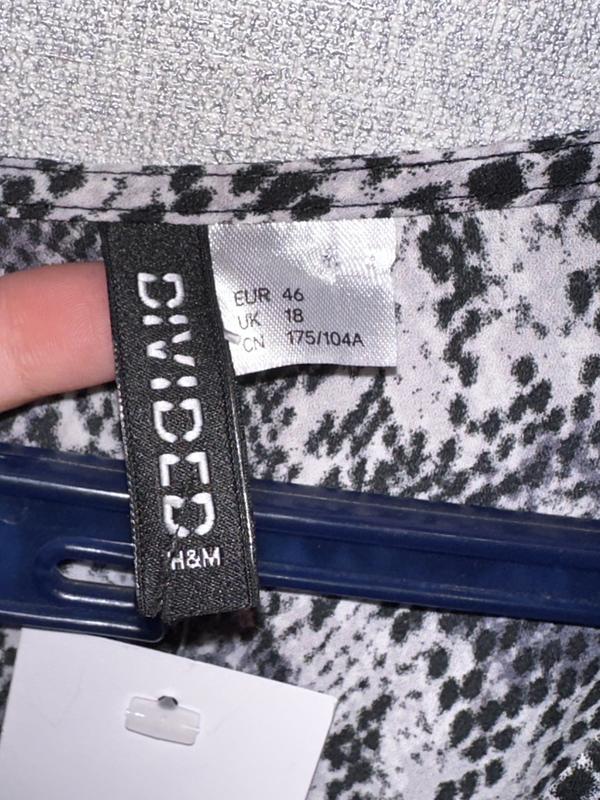 DIVIDED
H&M
EUR 46
UK 18
CN 175/104A